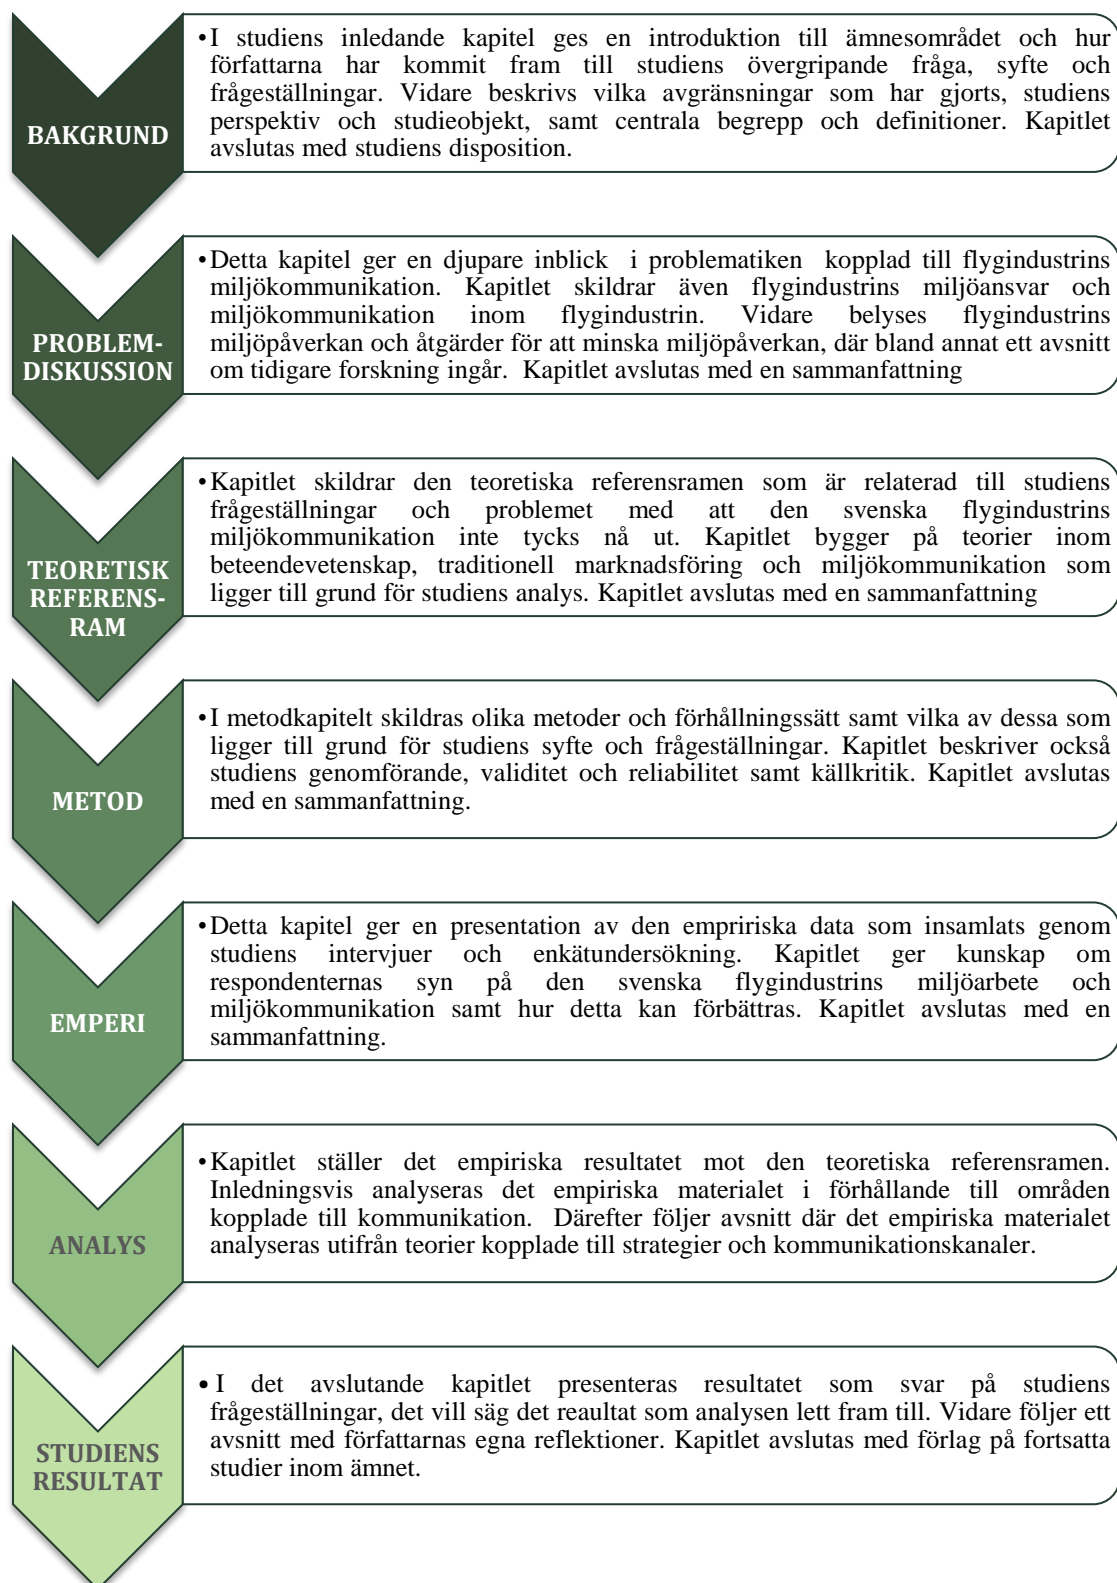 BAKGRUND
•I studiens inledande kapitel ges en introduktion till ämnesområdet och hur
författarna har kommit fram till studiens övergripande fråga, syfte och
frågeställningar. Vidare beskrivs vilka avgränsningar som har gjorts, studiens
perspektiv och studieobjekt, samt centrala begrepp och definitioner. Kapitlet
avslutas med studiens disposition.
PROBLEM-
DISKUSSION
•Detta kapitel ger en djupare inblick i problematiken kopplad till flygindustrins
miljökommunikation. Kapitlet skildrar även flygindustrins miljöansvar och
miljökommunikation inom flygindustrin. Vidare belyses flygindustrins
miljöpåverkan och åtgärder för att minska miljöpåverkan, där bland annat ett avsnitt
om tidigare forskning ingår. Kapitlet avslutas med en sammanfattning
TEORETISK
REFERENS-
RAM
•Kapitlet skildrar den teoretiska referensramen som är relaterad till studiens
frågeställningar och problemet med att den svenska flygindustrins
miljökommunikation inte tycks nå ut. Kapitlet bygger på teorier inom
beteendevetenskap, traditionell marknadsföring och miljökommunikation som
ligger till grund för studiens analys. Kapitlet avslutas med en sammanfattning
METOD
•I metodkapitelt skildras olika metoder och förhållningssätt samt vilka av dessa som
ligger till grund för studiens syfte och frågeställningar. Kapitlet beskriver också
studiens genomförande, validitet och reliabilitet samt källkritik. Kapitlet avslutas
med en sammanfattning.
EMPERI
•Detta kapitel ger en presentation av den empririska data som insamlats genom
studiens intervjuer och enkätundersökning. Kapitlet ger kunskap om
respondenternas syn på den svenska flygindustrins miljöarbete och
miljökommunikation samt hur detta kan förbättras. Kapitlet avslutas med en
sammanfattning.
ANALYS
•Kapitlet ställer det empiriska resultatet mot den teoretiska referensramen.
Inledningsvis analyseras det empiriska materialet i förhållande till områden
kopplade till kommunikation. Därefter följer avsnitt där det empiriska materialet
analyseras utifrån teorier kopplade till strategier och kommunikationskanaler.
STUDIENS
RESULTAT
• I det avslutande kapitlet presenteras resultatet som svar på studiens
frågeställningar, det vill säg det reaultat som analysen lett fram till. Vidare följer ett
avsnitt med författarnas egna reflektioner. Kapitlet avslutas med förlag på fortsatta
studier inom ämnet.